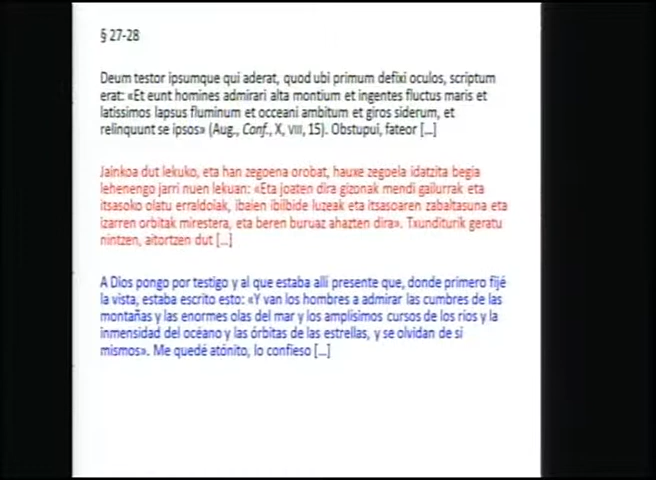 § 27-28
Deum testor ipsumque qui aderat, quod ubi primum defixi oculos, scriptum
erat: «Et eunt homines admirari alta montium et ingentes fluctus maris et
latissimos lapsus fluminum et occeani ambitum et giros siderum, et
relinquunt se ipsos» (Aug., Conf., X, VIII, 15). Obstupui, fateor [...]
Jainkoa dut lekuko, eta han zegoena orobat, hauxe zegoela idatzita begia
lehenengo jarri nuen lekuan: «Eta joaten dira gizonak mendi gailurrak eta
itsasoko olatu erraldoiak, ibaien ibilbide luzeak eta itsasoaren zabaltasuna eta
izarren orbitak mirestera, eta beren buruaz ahazten dira». Txunditurik geratu
nintzen, aitortzen dut [...]
A Dios pongo por testigo y al que estaba allí presente que, donde primero fijé
la vista, estaba escrito esto: «Y van los hombres a admirar las cumbres de las
montañas y las enormes olas del mar y los amplísimos cursos de los ríos y la
inmensidad del océano y las órbitas de las estrellas, y se olvidan de sí
mismos». Me quedé atónito, lo confieso [...]